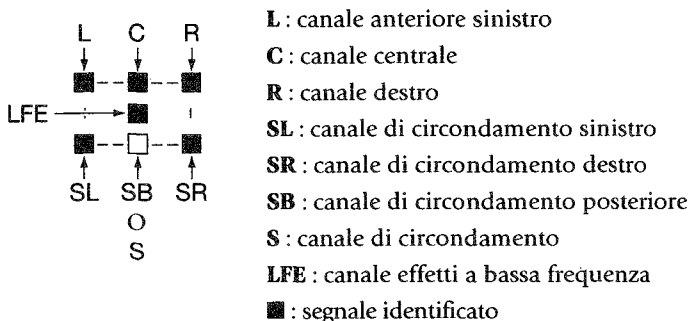 L C R
LFE
SL SB SR
O
S
L : canale anteriore sinistro
C : canale centrale
R : canale destro
SL : canale di circondamento sinistro
SR : canale di circondamento destro
SB : canale di circondamento posteriore
S : canale di circondamento
LFE : canale effetti a bassa frequenza
■ : segnale identificato